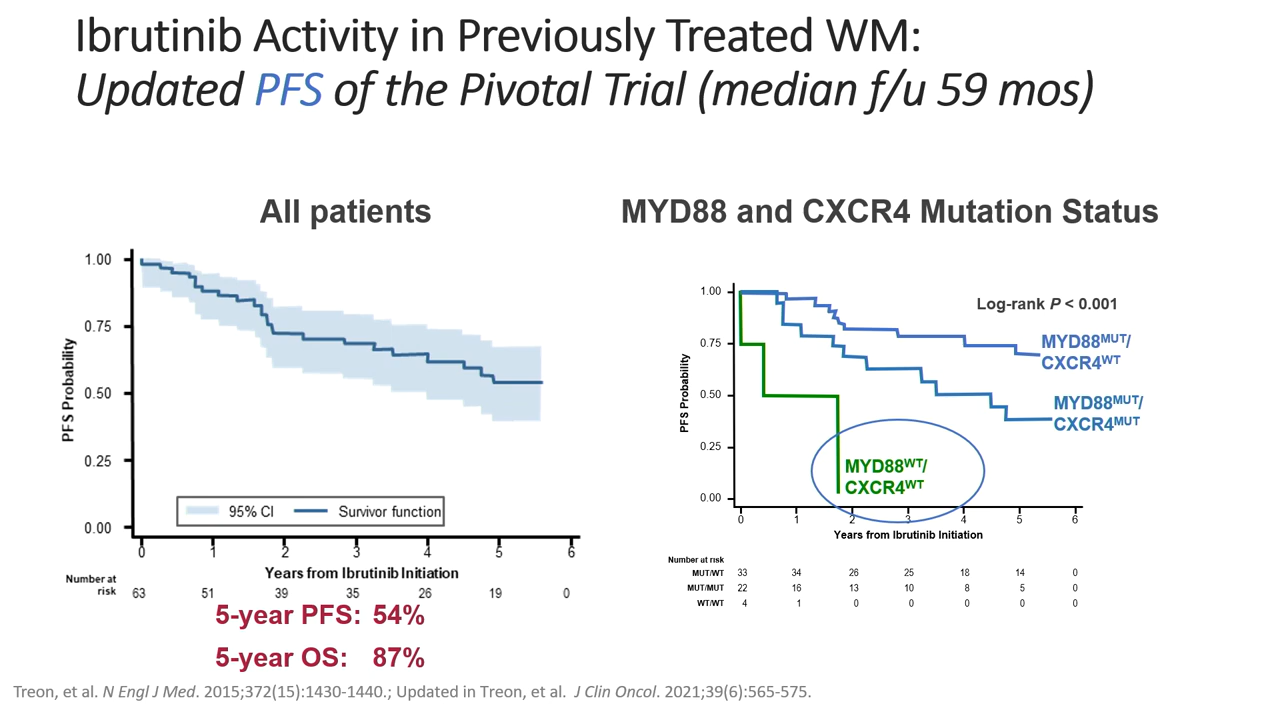 Ibrutinib Activity in Previously Treated WM:
Updated PFS of the Pivotal Trial (median f/u 59 mos)
All patients
1.00
0.75
0.50
0.25
0.00
PFS Probability
95% CI Survivor function
0 1 2 3 4 5 6
Years from Ibrutinib Initiation
Number at
risk 63 51 39 35 26 19 0
5-year PFS: 54%
5-year OS: 87%
MYD88 and CXCR4 Mutation Status
1.00
0.75
0.50
0.25
0.00
PFS Probability
Log-rank P < 0.001
MYD88ᴹᵁᵀ/
CXCR4ᵂᵀ
MYD88ᴹᵁᵀ/
CXCR4ᴹᵁᵀ
MYD88ᵂᵀ/
CXCR4ᵂᵀ
0 1 2 3 4 5 6
Years from Ibrutinib Initiation
Number at risk
MUT/WT 33 34 26 25 18 14 0
MUT/MUT 22 16 13 10 8 5 0
WT/WT 4 1 0 0 0 0 0
Treon, et al. N Engl J Med. 2015;372(15):1430-1440.; Updated in Treon, et al. J Clin Oncol. 2021;39(6):565-575.